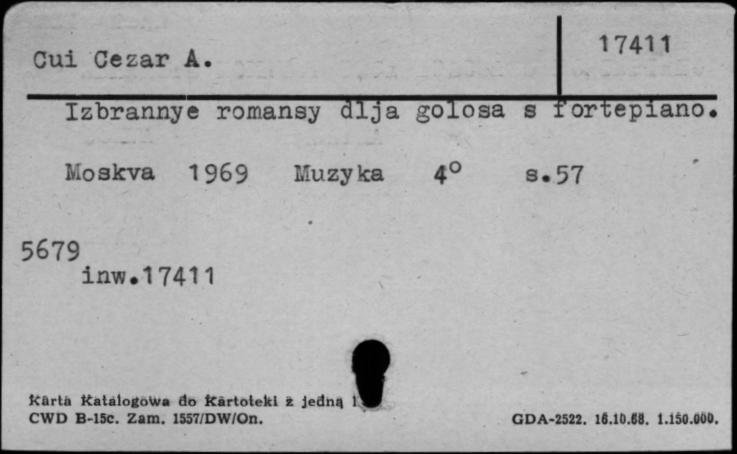 Cui Cezar A.
17411
Izbrannye romansy dlja golosa s fortepiano.
Moskva 1969 Muzyka 4° s.57
5679
inw.17411
Karta Katalogowa do Kartoteki z jedną
CWD B-15c. Zam. 1557/DW/On.
GDA-2522. 16.10.68. 1.150.000.